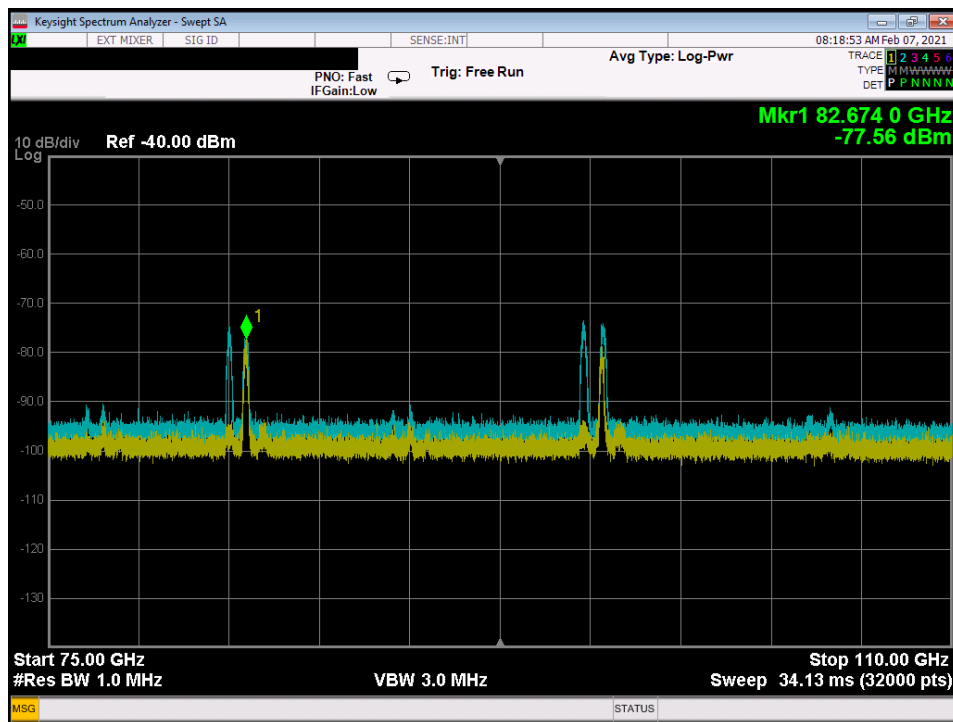 Keysight Spectrum Analyzer - Swept SA
LXI EXT MIXER SIG ID SENSE:INT 08:18:53 AM Feb 07, 2021
Avg Type: Log-Pwr TRACE 1 2 3 4 5 6
PNO: Fast Trig: Free Run TYPE M M W W W W
IFGain:Low DET P P N N N N
Mkr1 82.674 0 GHz
10 dB/div Ref -40.00 dBm -77.56 dBm
Log
-50.0
-60.0
-70.0
1
-80.0
-90.0
-100
-110
-120
-130
Start 75.00 GHz Stop 110.00 GHz
#Res BW 1.0 MHz VBW 3.0 MHz Sweep 34.13 ms (32000 pts)
MSG STATUS